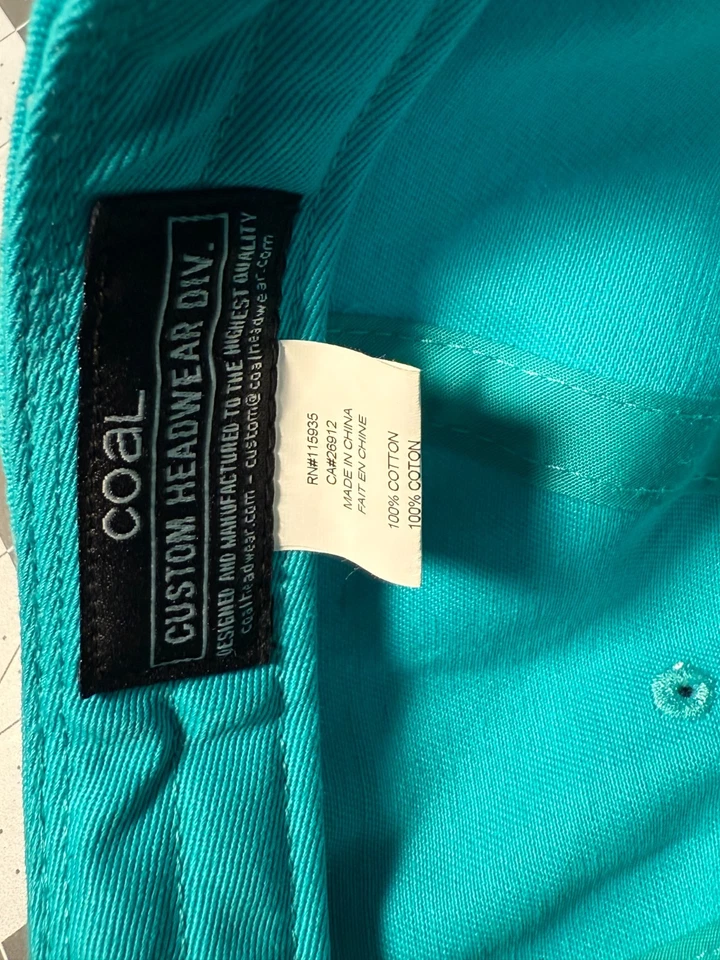 coaL
CUSTOM HEADWEAR DIV.
DESIGNED AND MANUFACTURED TO THE HIGHEST QUALITY
coalheadwear.com - custom@coalheadwear.com
RN#115935
CA#26912
MADE IN CHINA
FAIT EN CHINE
100% COTTON
100% COTON